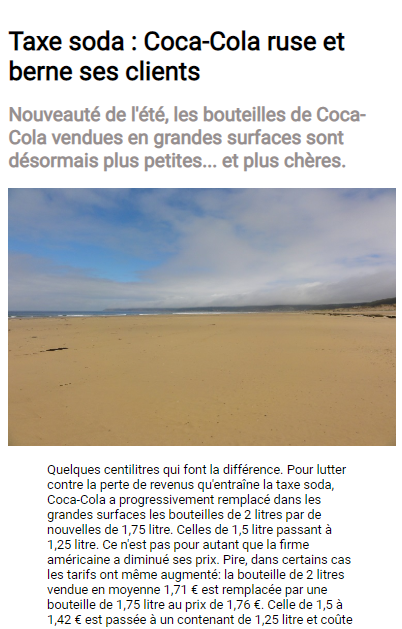 Taxe soda : Coca-Cola ruse et
berne ses clients
Nouveauté de l'été, les bouteilles de Coca-
Cola vendues en grandes surfaces sont
désormais plus petites... et plus chères.
Quelques centilitres qui font la différence. Pour lutter
contre la perte de revenus qu'entraîne la taxe soda,
Coca-Cola a progressivement remplacé dans les
grandes surfaces les bouteilles de 2 litres par de
nouvelles de 1,75 litre. Celles de 1,5 litre passant à
1,25 litre. Ce n'est pas pour autant que la firme
américaine a diminué ses prix. Pire, dans certains cas
les tarifs ont même augmenté: la bouteille de 2 litres
vendue en moyenne 1,71 € est remplacée par une
bouteille de 1,75 litre au prix de 1,76 €. Celle de 1,5 à
1,42 € est passée à un contenant de 1,25 litre et coûte